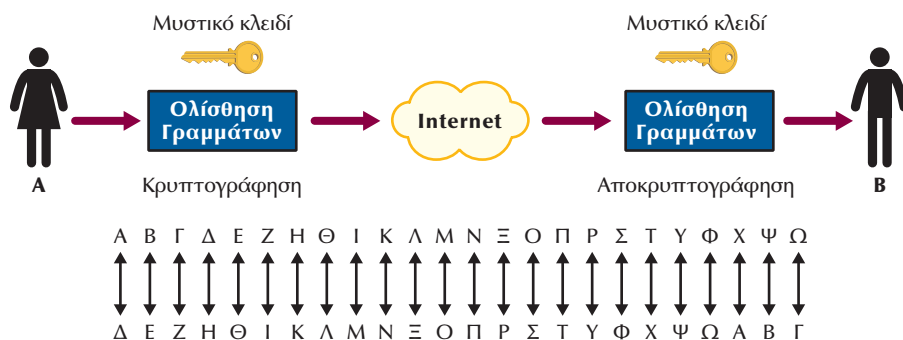 Μυστικό κλειδί Μυστικό κλειδί
Ολίσθηση Γραμμάτων Internet Ολίσθηση Γραμμάτων
A Κρυπτογράφηση Αποκρυπτογράφηση B
Α Β Γ Δ Ε Ζ Η Θ Ι Κ Λ Μ Ν Ξ Ο Π Ρ Σ Τ Υ Φ Χ Ψ Ω
Δ Ε Ζ Η Θ Ι Κ Λ Μ Ν Ξ Ο Π Ρ Σ Τ Υ Φ Χ Ψ Ω Α Β Γ